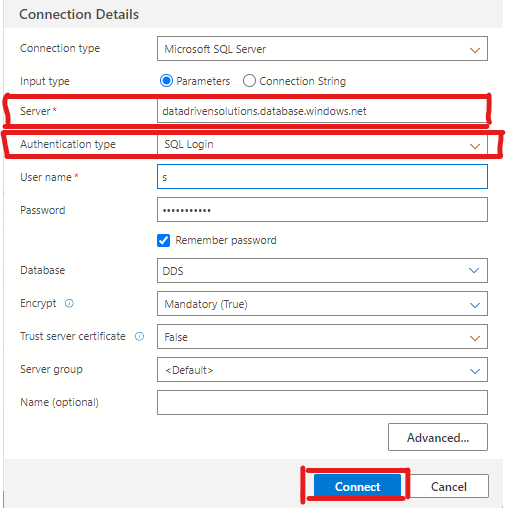 Connection Details
Connection type Microsoft SQL Server
Input type Parameters Connection String
Server* datadrivensolutions.database.windows.net
Authentication type SQL Login
User name* s
Password •••••••••••
Remember password
Database DDS
Encrypt Mandatory (True)
Trust server certificate False
Server group <Default>
Name (optional)
Advanced...
Connect Cancel